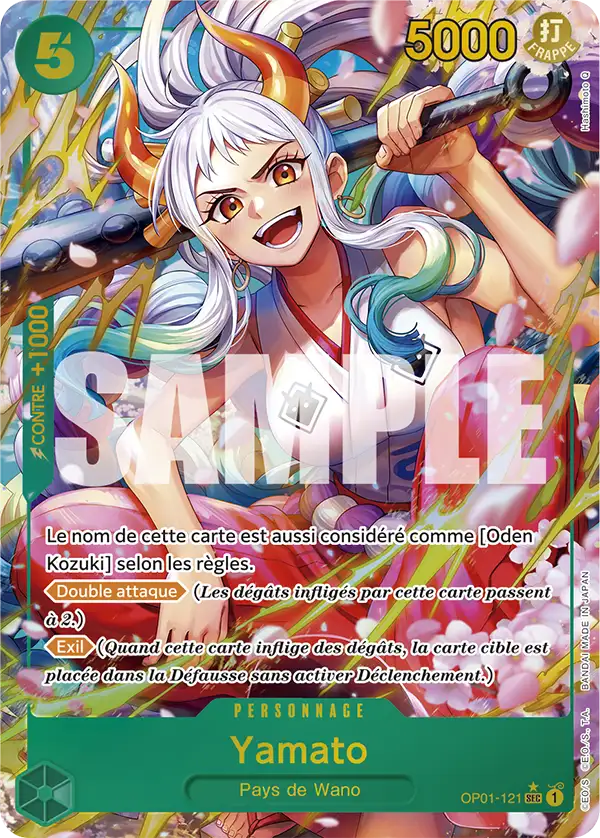 5
5000
打
FRAPPE
Hashimoto Q
CONTRE +1000
SAMPLE
Le nom de cette carte est aussi considéré comme [Oden
Kozuki] selon les règles.
Double attaque (Les dégâts infligés par cette carte passent
à 2.)
Exil (Quand cette carte inflige des dégâts, la carte cible est
placée dans la Défausse sans activer Déclenchement.)
PERSONNAGE
Yamato
Pays de Wano
OP01-121 SEC 1
©EO/S ©E.O./S., T.A. BANDAI MADE IN JAPAN